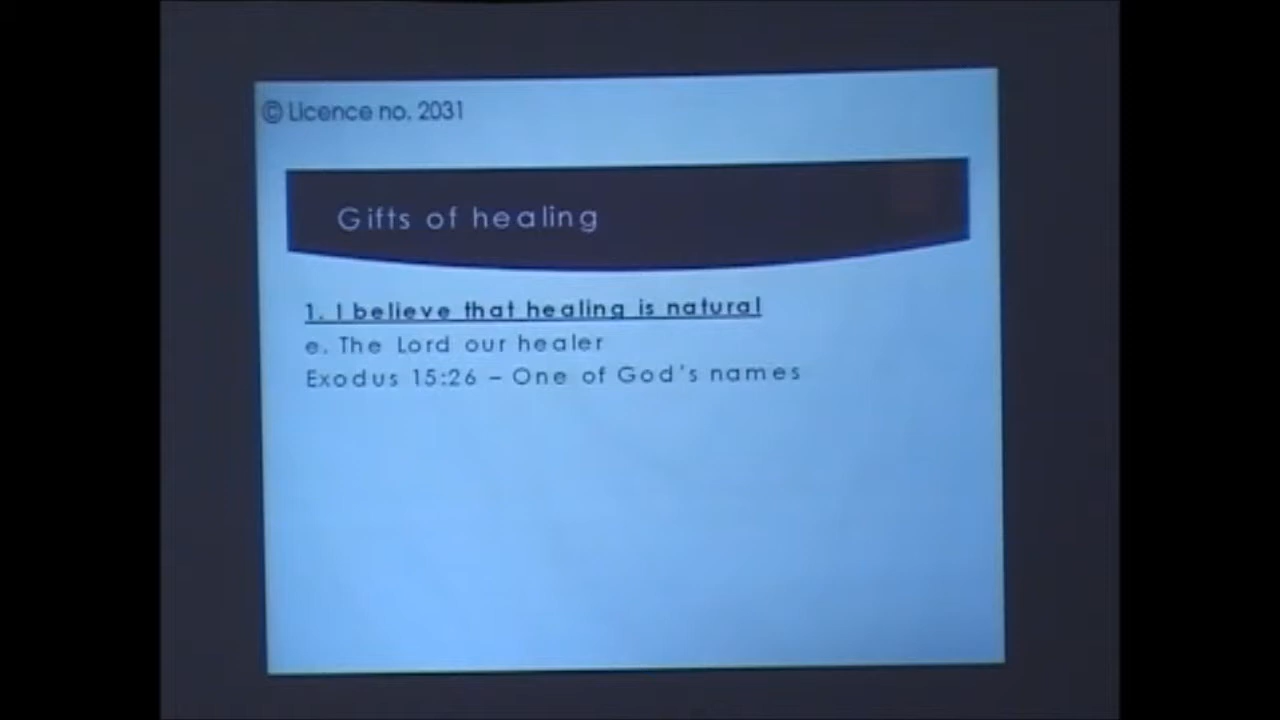 © Licence no. 2031
Gifts of healing
1. I believe that healing is natural
e. The Lord our healer
Exodus 15:26 – One of God's names